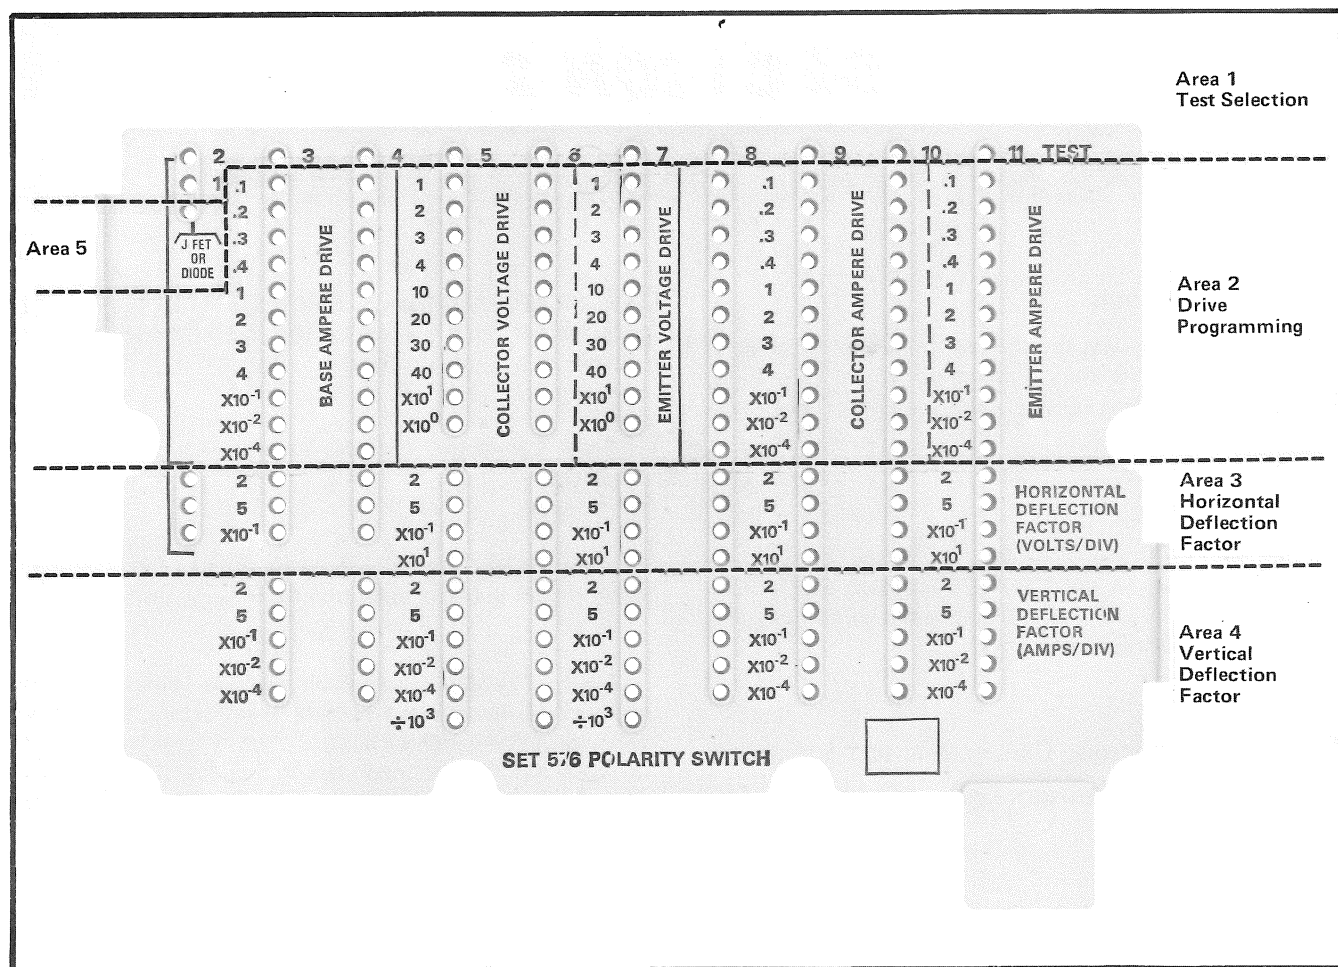 Area 1
Test Selection
2 3 4 5 6 7 8 9 10 11 TEST
1 .1 1 1 .1 .1
.2 2 2 .2 .2
.3 3 3 .3 .3
.4 4 4 .4 .4
1 10 10 1 1
2 20 20 2 2
3 30 30 3 3
4 40 40 4 4
X10-1 X10¹ X10¹ X10-1 X10-1
X10-2 X10⁰ X10⁰ X10-2 X10-2
X10-4 X10-4 X10-4
Area 5
J FET
OR
DIODE
BASE AMPERE DRIVE
COLLECTOR VOLTAGE DRIVE
EMITTER VOLTAGE DRIVE
COLLECTOR AMPERE DRIVE
EMITTER AMPERE DRIVE
Area 2
Drive
Programming
2 2 2 2 2
5 5 5 5 5
X10-1 X10-1 X10-1 X10-1 X10-1
X10¹ X10¹ X10¹ X10¹
HORIZONTAL
DEFLECTION
FACTOR
(VOLTS/DIV)
Area 3
Horizontal
Deflection
Factor
2 2 2 2 2
5 5 5 5 5
X10-1 X10-1 X10-1 X10-1 X10-1
X10-2 X10-2 X10-2 X10-2 X10-2
X10-4 X10-4 X10-4 X10-4 X10-4
÷10³ ÷10³
VERTICAL
DEFLECTION
FACTOR
(AMPS/DIV)
Area 4
Vertical
Deflection
Factor
SET 576 POLARITY SWITCH